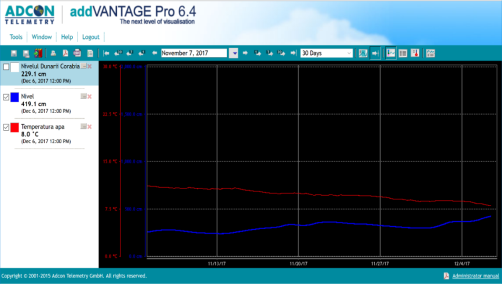 ADCON TELEMETRY
addVANTAGE Pro 6.4
The next level of visualisation
Tools Window Help Logout
November 7, 2017 30 Days
Nivelul Dunarii Corabia
229.1 cm
(Dec 6, 2017 12:00 PM)
Nivel
419.1 cm
(Dec 6, 2017 12:00 PM)
Temperatura apa
8.0 °C
(Dec 6, 2017 12:00 PM)
11/13/17 11/20/17 11/27/17 12/4/17
Copyright © 2001-2015 Adcon Telemetry GmbH. All rights reserved.
Administrator manual